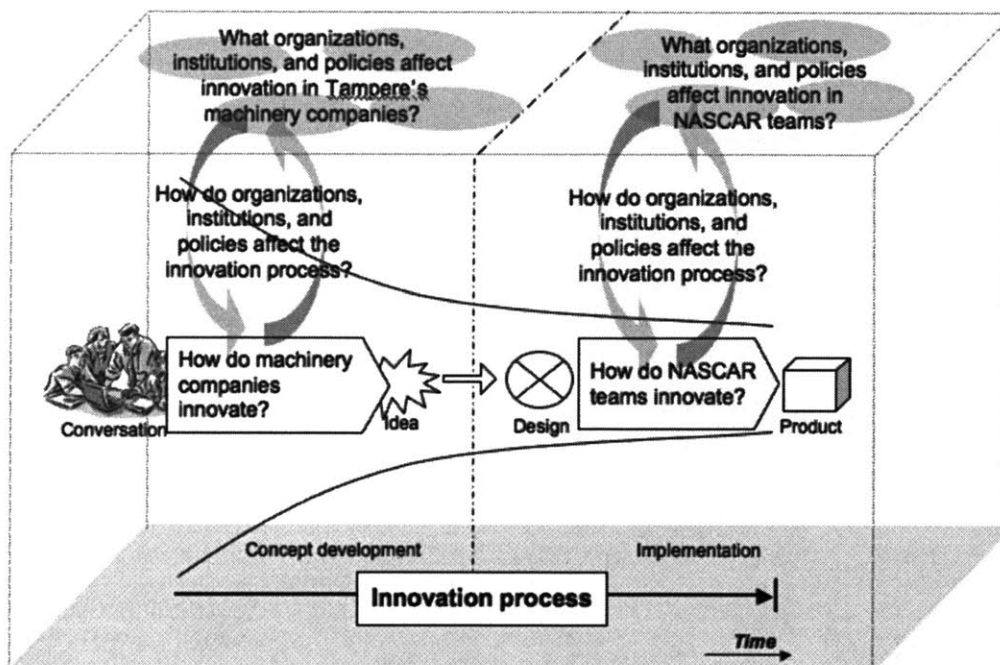 What organizations,
institutions, and policies affect
innovation in Tampere's
machinery companies?
What organizations,
institutions, and policies
affect innovation in
NASCAR teams?
How do organizations,
institutions, and
policies affect the
innovation process?
How do organizations,
institutions, and
policies affect the
innovation process?
How do machinery
companies
innovate?
How do NASCAR
teams innovate?
Conversation
Idea
Design
Product
Concept development
Implementation
Innovation process
Time